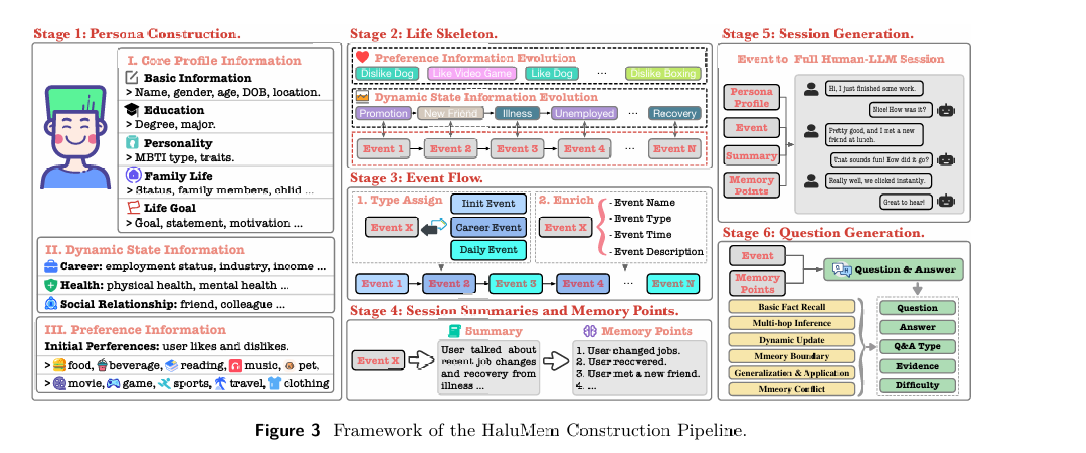 Stage 1: Persona Construction.
I. Core Profile Information
Basic Information
> Name, gender, age, DOB, location.
Education
> Degree, major.
Personality
> MBTI type, traits.
Family Life
> Status, family members, child ...
Life Goal
> Goal, statement, motivation ...
II. Dynamic State Information
Career: employment status, industry, income ...
Health: physical health, mental health ...
Social Relationship: friend, colleague ...
III. Preference Information
Initial Perferences: user likes and dislikes.
> food, beverage, reading, music, pet,
> movie, game, sports, travel, clothing
Stage 2: Life Skeleton.
Preference Information Evolution
Dislike Dog Like Video Game Like Dog ... Dislike Boxing
Dynamic State Information Evolution
Promotion New Friend Illness Unemployed ... Recovery
Event 1 Event 2 Event 3 Event 4 ... Event N
Stage 3: Event Flow.
1. Type Assign
Event X
Iinit Event
Career Event
Daily Event
2. Enrich
Event X
- Event Name
- Event Type
- Event Time
- Event Description
Event 1 Event 2 Event 3 Event 4 ... Event N
Stage 4: Session Summaries and Memory Points.
Event X
Summary
User talked about
recent job changes
and recovery from
illness ...
Memory Points
1. User changed jobs.
2. User recovered.
3. User met a new friend.
4. ...
Stage 5: Session Generation.
Event to Full Human-LLM Session
Persona
Profile
Event
Summary
Memory
Points
Hi, I just finished some work.
Nice! How was it?
Pretty good, and I met a new
friend at lunch.
That sounds fun! How did it go?
Really well, we clicked instantly.
Great to hear!
Stage 6: Question Generation.
Event
Memory
Points
Question & Answer
Basic Fact Recall
Multi-hop Inference
Dynamic Update
Mmeory Boundary
Generalization & Application
Mmeory Conflict
Question
Answer
Q&A Type
Evidence
Difficulty
Figure 3 Framework of the HaluMem Construction Pipeline.